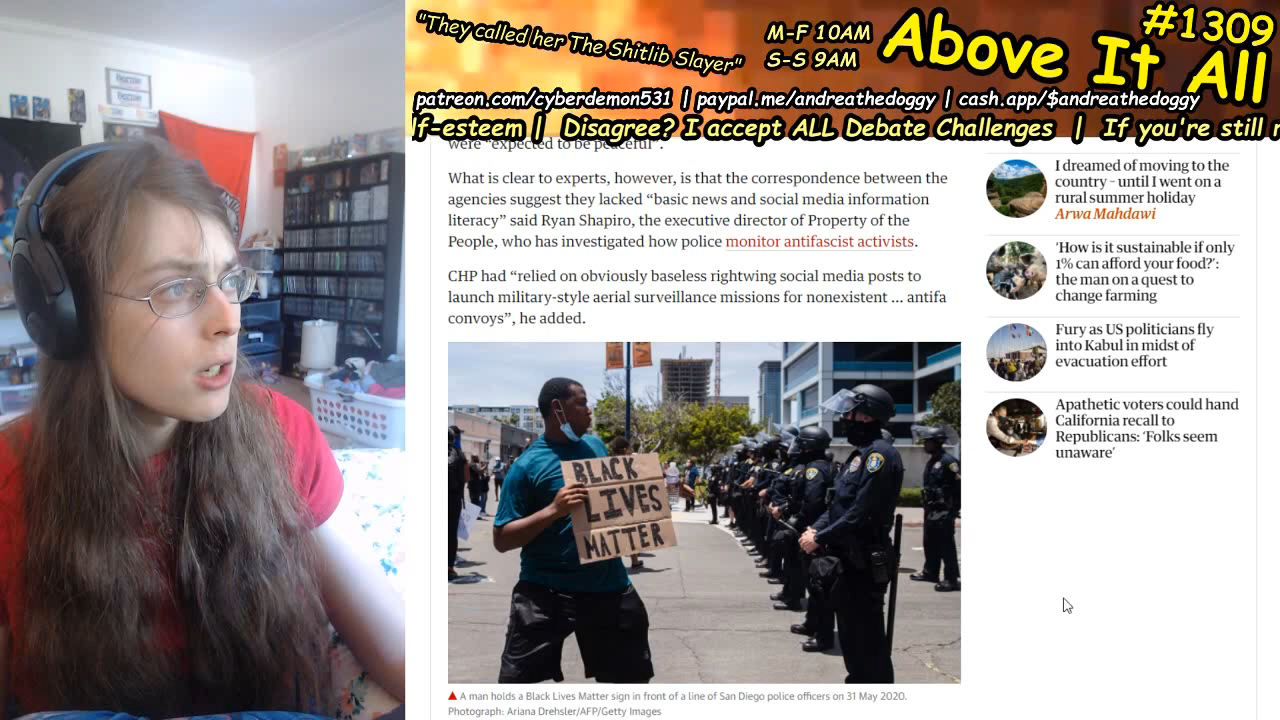 "They called her The Shitlib Slayer"
M-F 10AM
S-S 9AM
Above It All
#1309
patreon.com/cyberdemon531 | paypal.me/andreathedoggy | cash.app/$andreathedoggy
lf-esteem | Disagree? I accept ALL Debate Challenges | If you're still
were “expected to be peaceful”.
What is clear to experts, however, is that the correspondence between the
agencies suggest they lacked “basic news and social media information
literacy” said Ryan Shapiro, the executive director of Property of the
People, who has investigated how police monitor antifascist activists.
CHP had “relied on obviously baseless rightwing social media posts to
launch military-style aerial surveillance missions for nonexistent ... antifa
convoys”, he added.
BLACK
LIVES
MATTER
A man holds a Black Lives Matter sign in front of a line of San Diego police officers on 31 May 2020.
Photograph: Ariana Drehsler/AFP/Getty Images
I dreamed of moving to the
country – until I went on a
rural summer holiday
Arwa Mahdawi
‘How is it sustainable if only
1% can afford your food?’:
the man on a quest to
change farming
Fury as US politicians fly
into Kabul in midst of
evacuation effort
Apathetic voters could hand
California recall to
Republicans: ‘Folks seem
unaware’